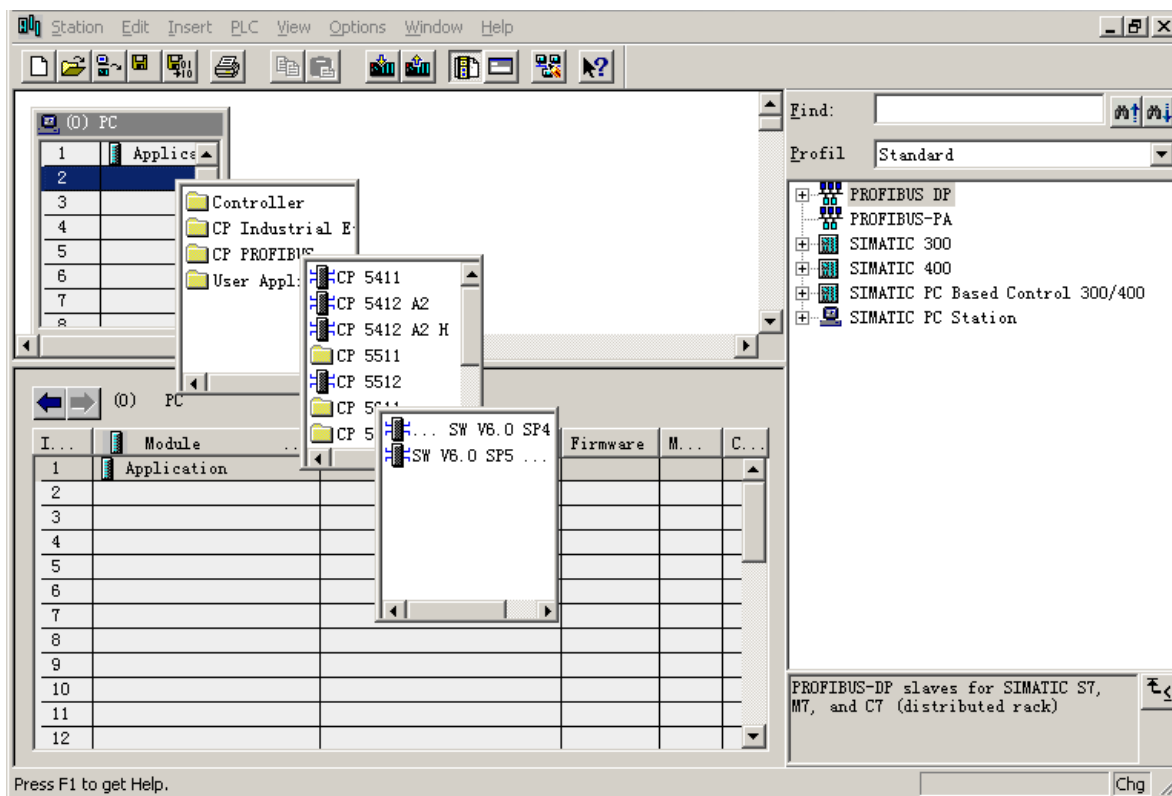 Station Edit Insert PLC View Options Window Help
(0) PC
1 Applica
2
3
4
5
6
7
8
Controller
CP Industrial E
CP PROFIBUS
User Appl
CP 5411
CP 5412 A2
CP 5412 A2 H
CP 5511
CP 5512
CP 5611
CP 5
... SW V6.0 SP4
SW V6.0 SP5 ...
Find:
Profil Standard
PROFIBUS DP
PROFIBUS-PA
SIMATIC 300
SIMATIC 400
SIMATIC PC Based Control 300/400
SIMATIC PC Station
(0) PC
I... Module ... Firmware M... C...
1 Application
2
3
4
5
6
7
8
9
10
11
12
PROFIBUS-DP slaves for SIMATIC S7,
M7, and C7 (distributed rack)
Press F1 to get Help.
Chg